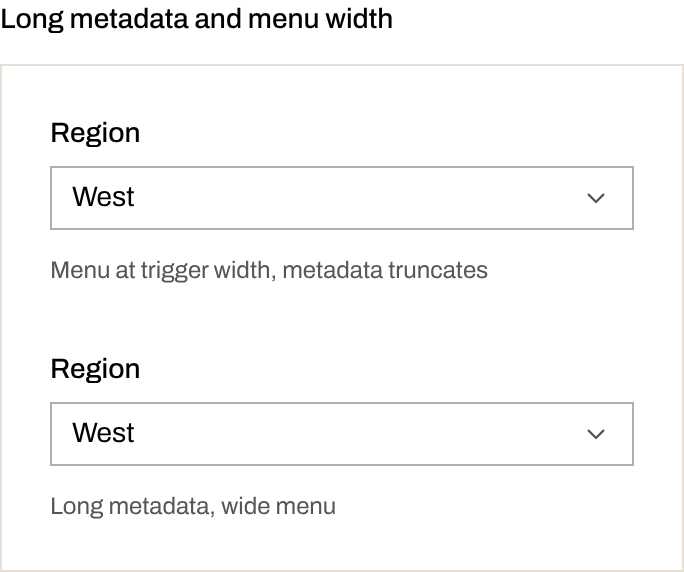 Long metadata and menu width
Region
West
Menu at trigger width, metadata truncates
Region
West
Long metadata, wide menu